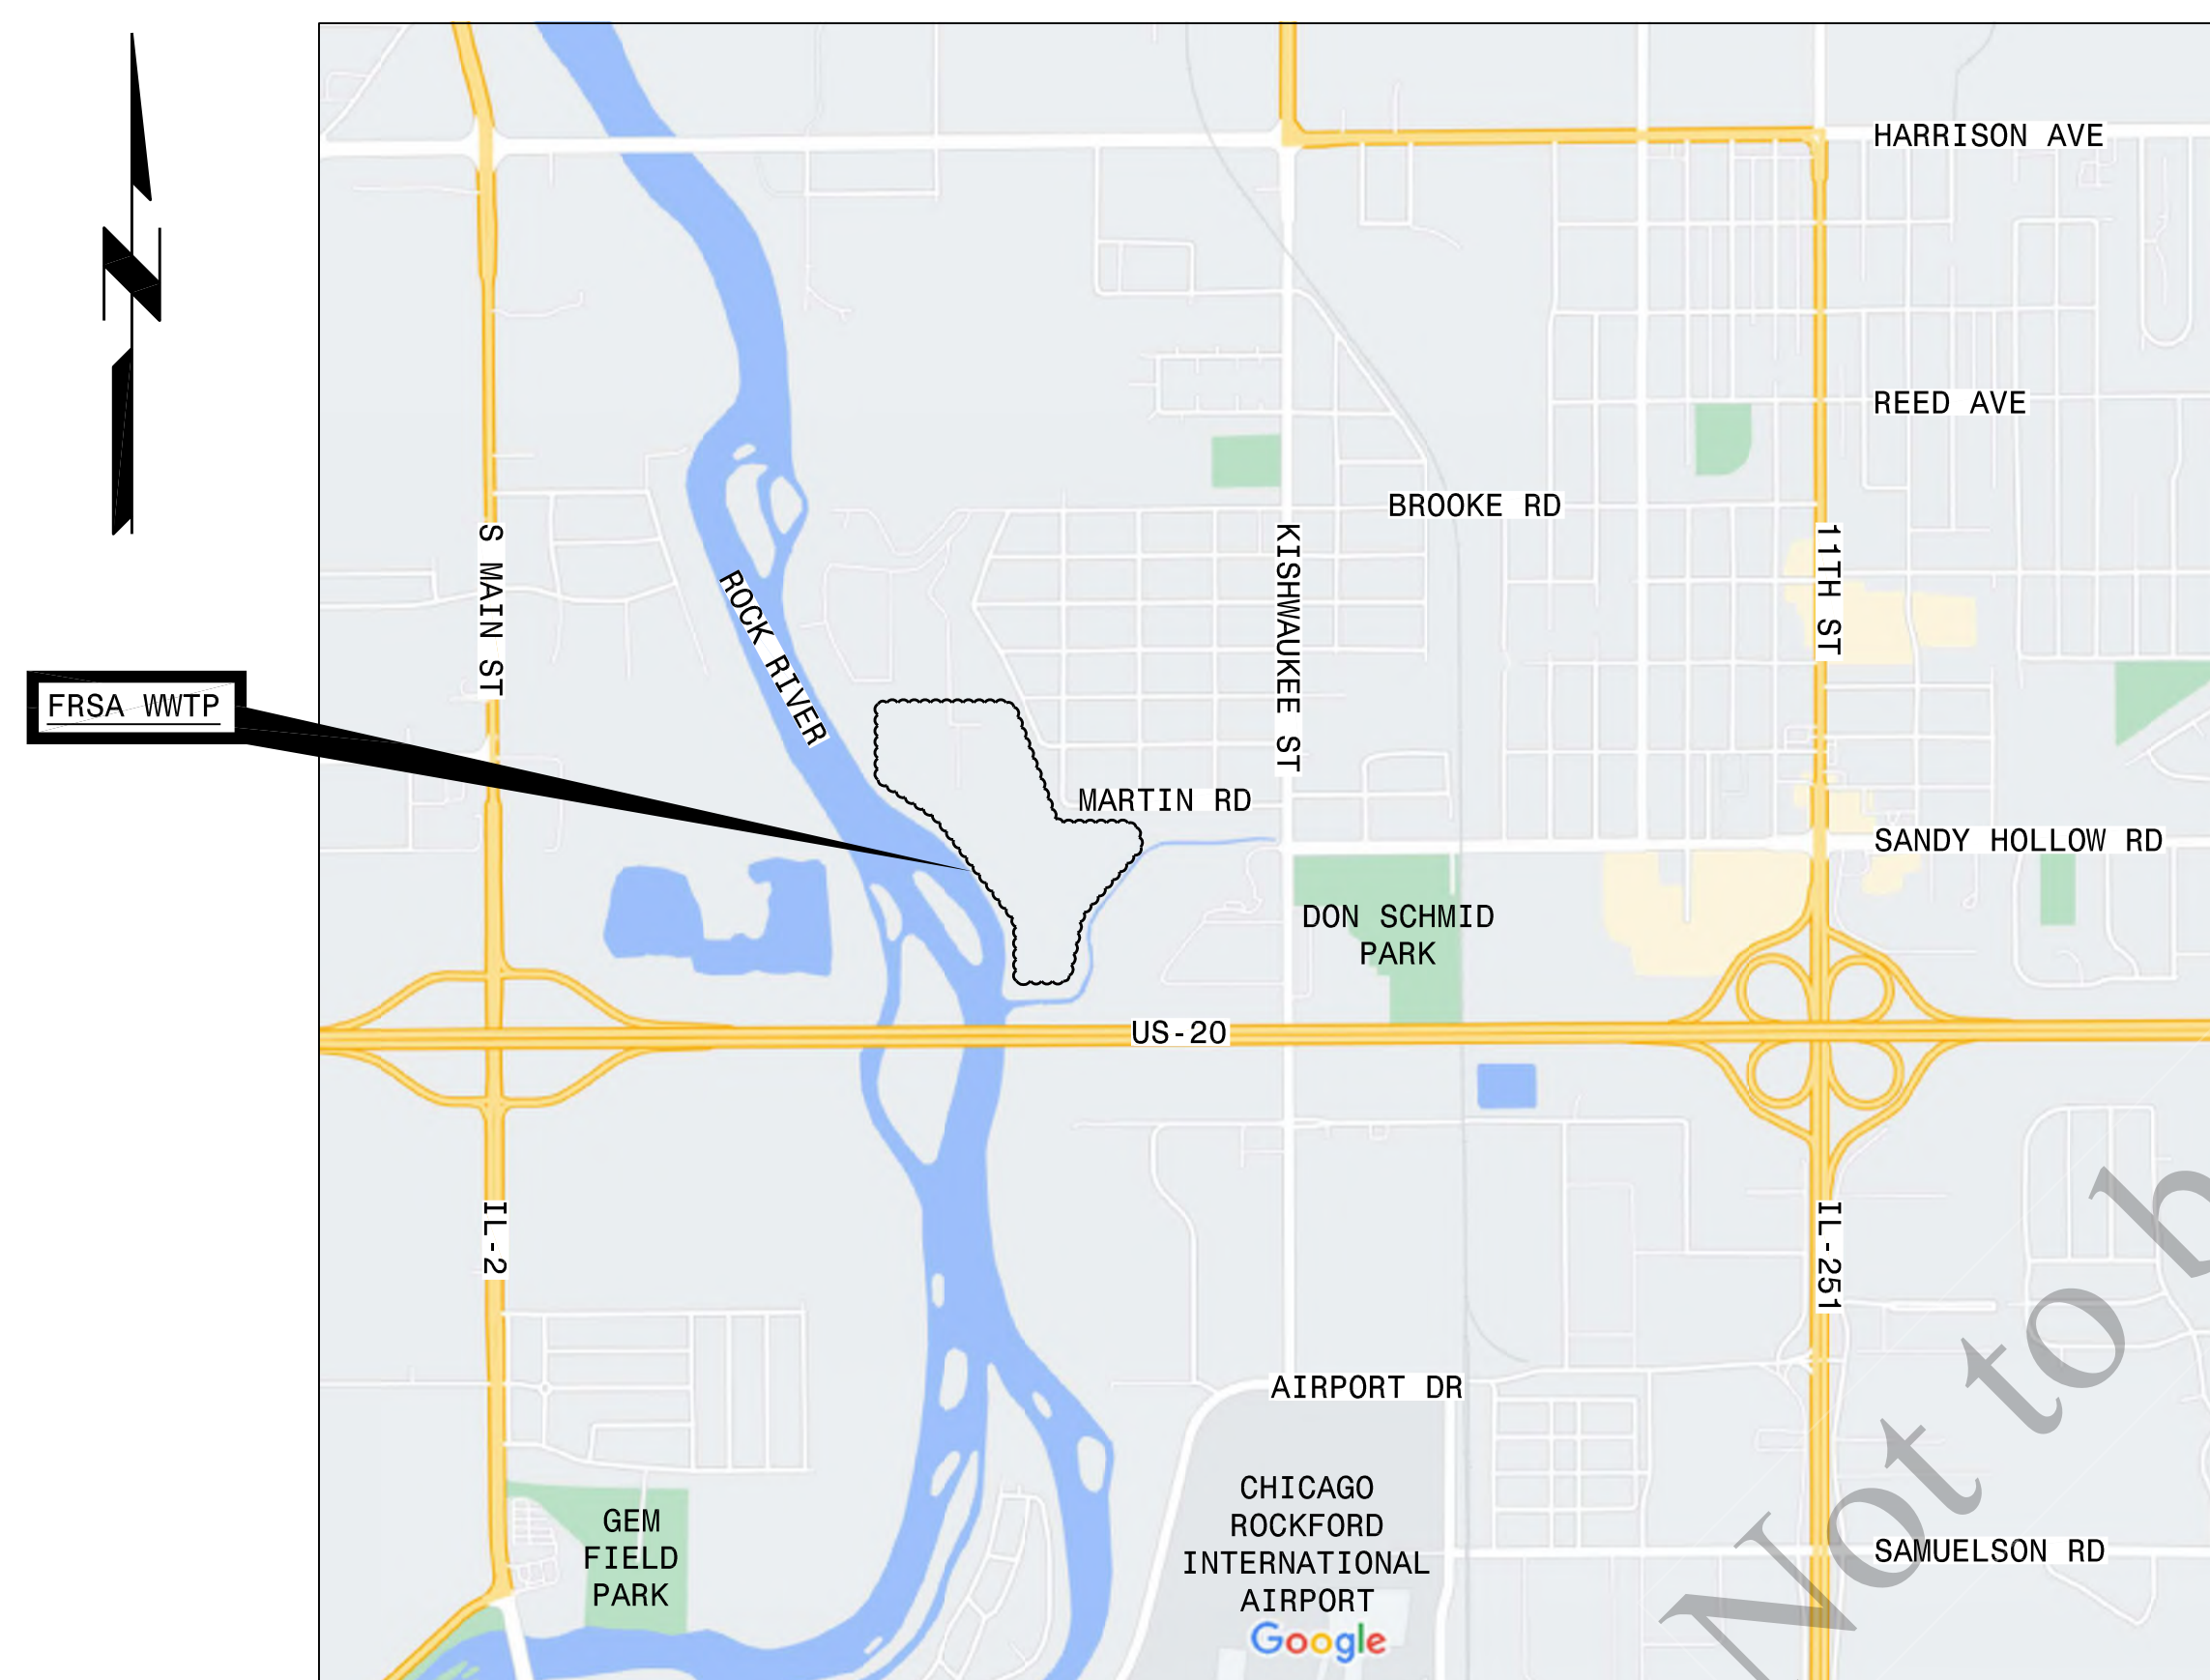 N
HARRISON AVE
REED AVE
BROOKE RD
S MAIN ST
KISHWAUKEE ST
11TH ST
ROCK RIVER
FRSA WWTP
MARTIN RD
SANDY HOLLOW RD
DON SCHMID
PARK
US-20
IL-2
IL-251
AIRPORT DR
CHICAGO
ROCKFORD
INTERNATIONAL
AIRPORT
GEM
FIELD
PARK
SAMUELSON RD
Google
Not to b